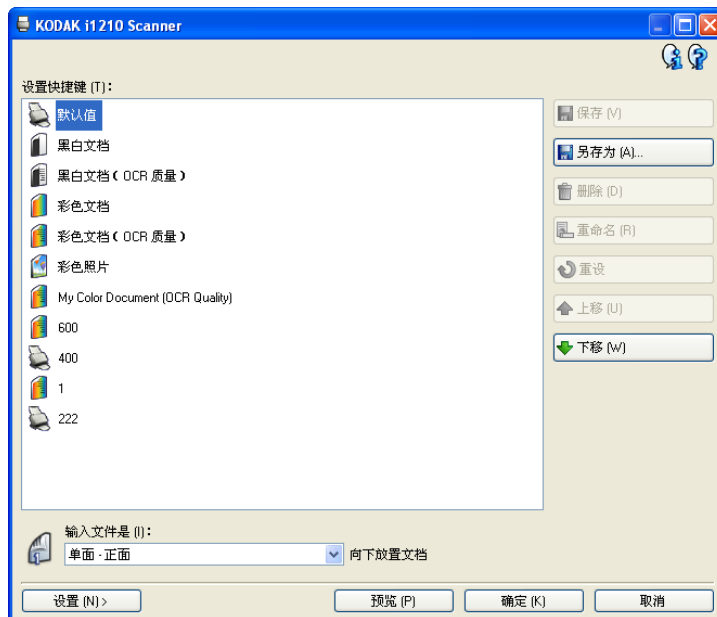 KODAK i1210 Scanner
设置快捷键 (T)：
默认值
黑白文档
黑白文档（OCR 质量）
彩色文档
彩色文档（OCR 质量）
彩色照片
My Color Document (OCR Quality)
600
400
1
222
保存 (V)
另存为 (A)...
删除 (D)
重命名 (R)
重设
上移 (U)
下移 (W)
输入文件是 (I)：
单面 - 正面
向下放置文档
设置 (N) >
预览 (P)
确定 (K)
取消